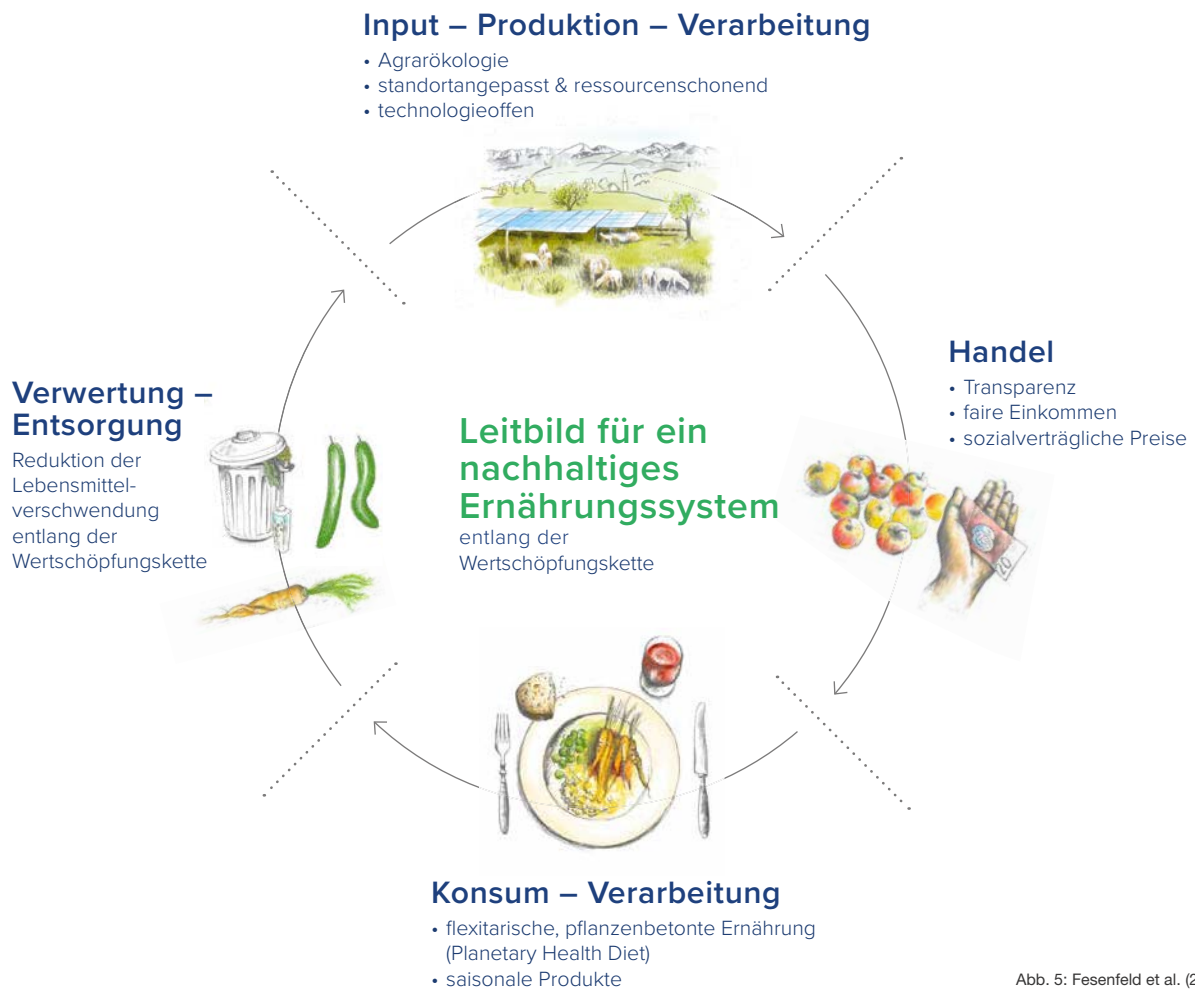 Input – Produktion – Verarbeitung
• Agrarökologie
• standortangepasst & ressourcenschonend
• technologieoffen
Handel
• Transparenz
• faire Einkommen
• sozialverträgliche Preise
20
Verwertung –
Entsorgung
Reduktion der
Lebensmittel-
verschwendung
entlang der
Wertschöpfungskette
Leitbild für ein
nachhaltiges
Ernährungssystem
entlang der
Wertschöpfungskette
Konsum – Verarbeitung
• flexitarische, pflanzenbetonte Ernährung
(Planetary Health Diet)
• saisonale Produkte
Abb. 5: Fesenfeld et al.